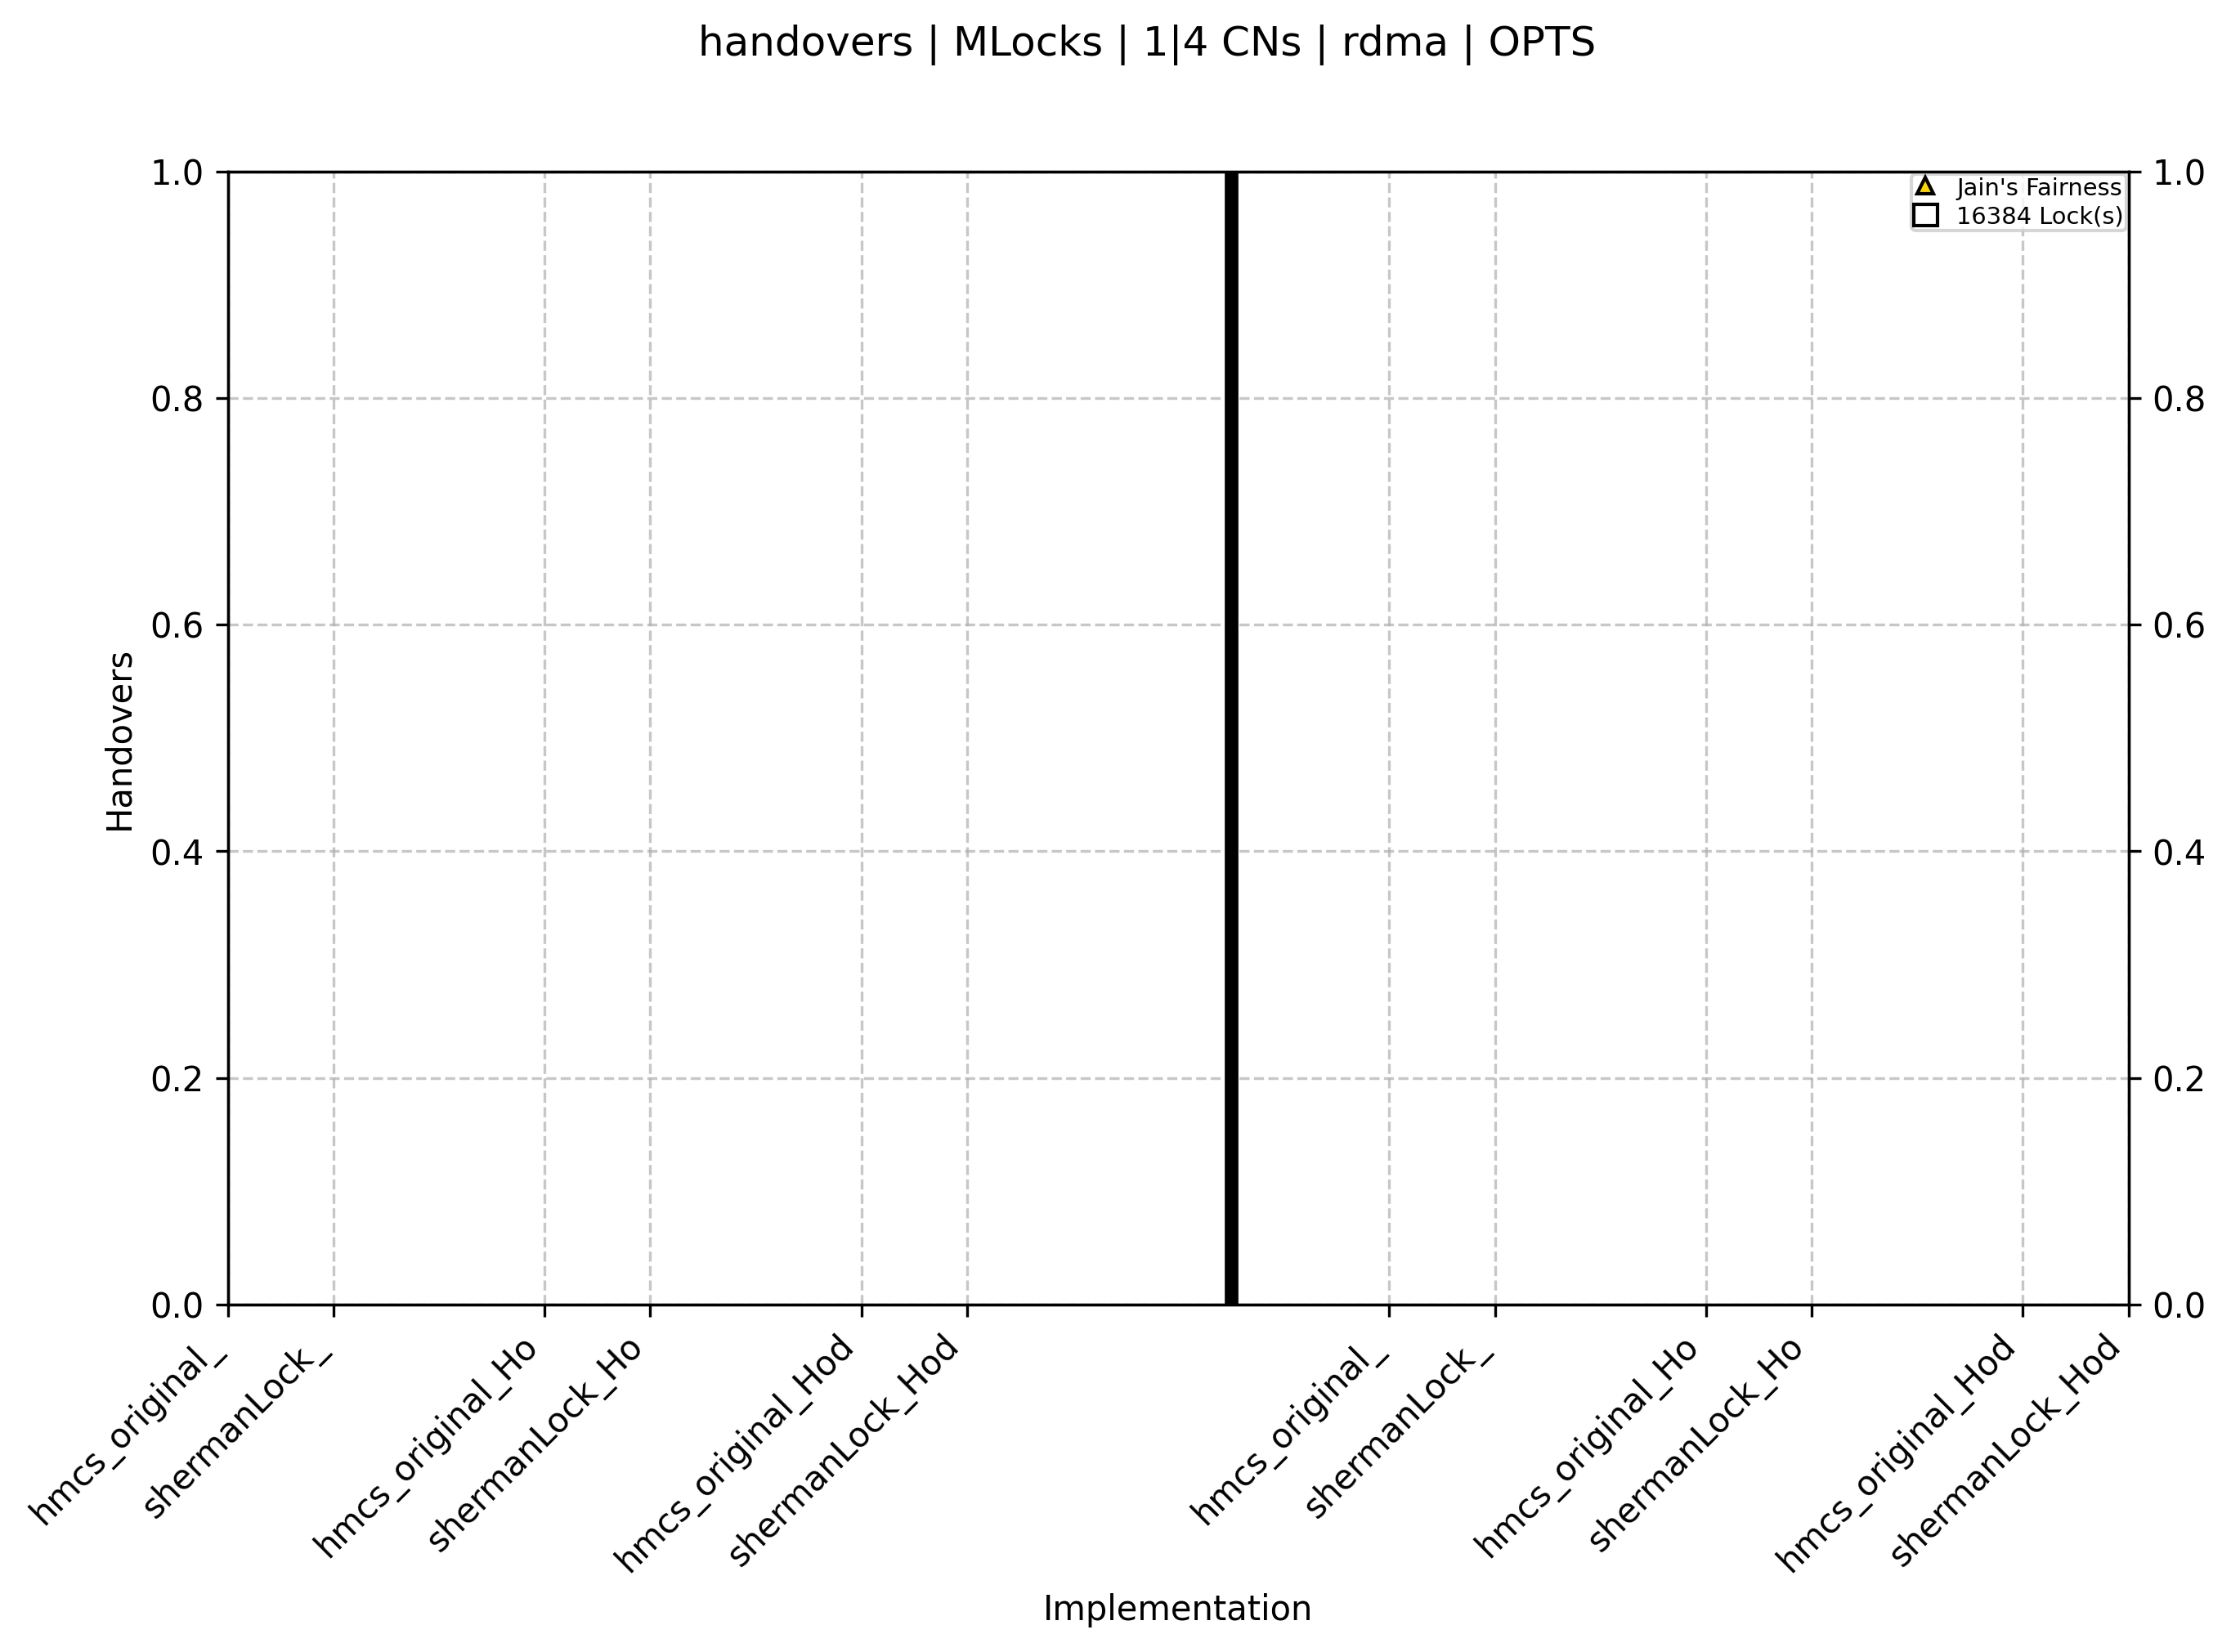 handovers | MLocks | 1|4 CNs | rdma | OPTS
Jain's Fairness
16384 Lock(s)
1.0
0.8
0.6
0.4
0.2
0.0
Handovers
1.0
0.8
0.6
0.4
0.2
0.0
hmcs_original_
shermanLock_
hmcs_original_Ho
shermanLock_Ho
hmcs_original_Hod
shermanLock_Hod
hmcs_original_
shermanLock_
hmcs_original_Ho
shermanLock_Ho
hmcs_original_Hod
shermanLock_Hod
Implementation